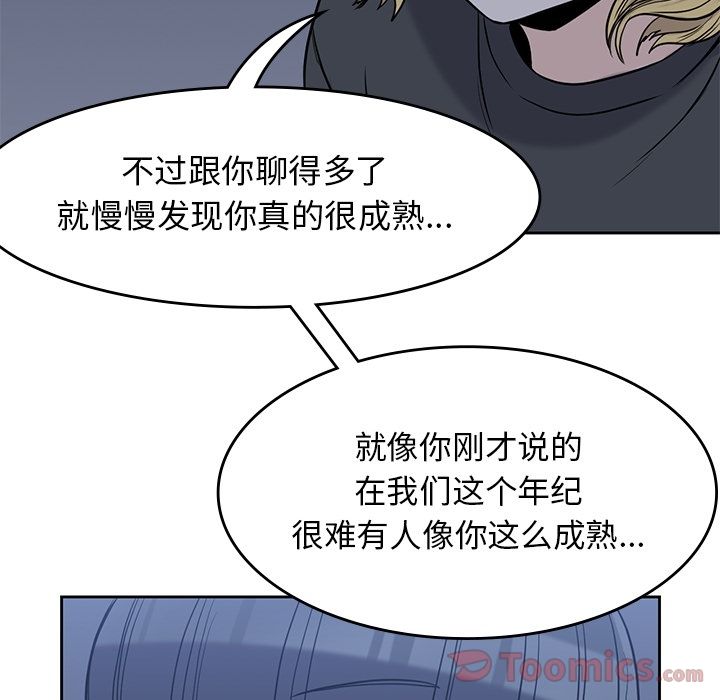 不过跟你聊得多了
就慢慢发现你真的很成熟...
就像你刚才说的
在我们这个年纪
很难有人像你这么成熟...
Toomics.com